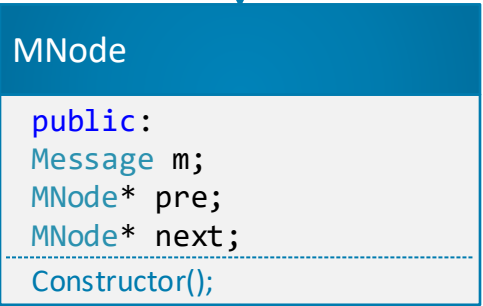 MNode
public:
Message m;
MNode* pre;
MNode* next;
Constructor();